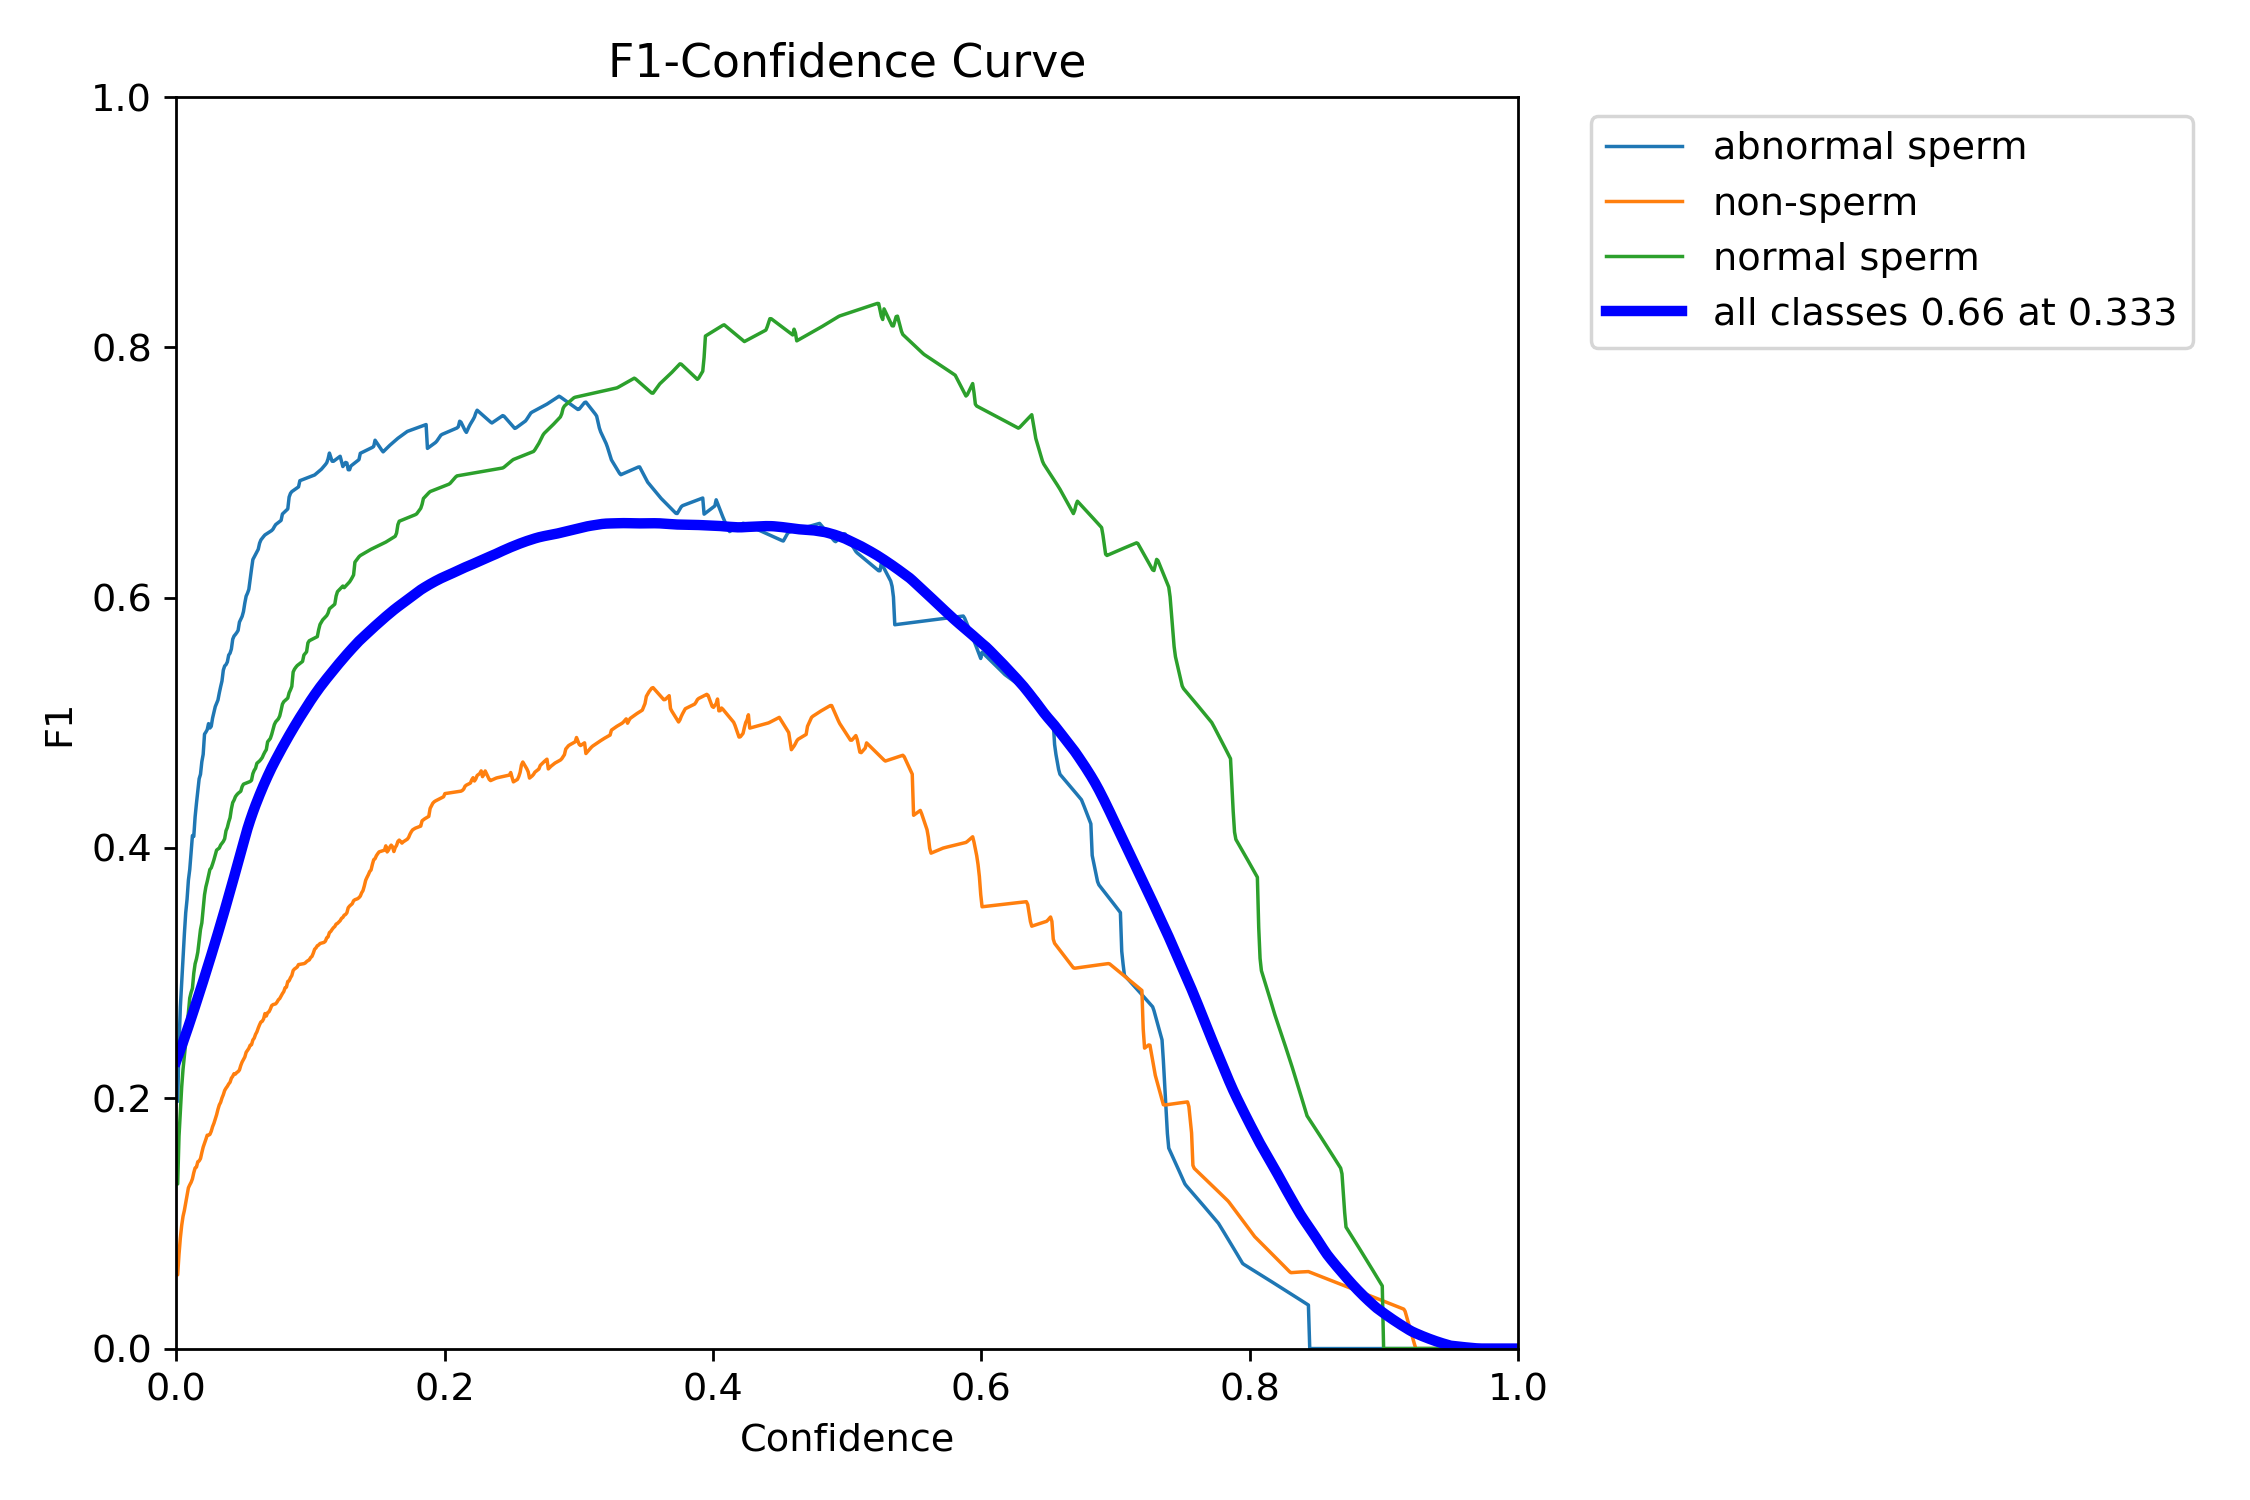 F1-Confidence Curve
1.0
0.8
0.6
0.4
0.2
0.0
F1
0.0 0.2 0.4 0.6 0.8 1.0
Confidence
abnormal sperm
non-sperm
normal sperm
all classes 0.66 at 0.333